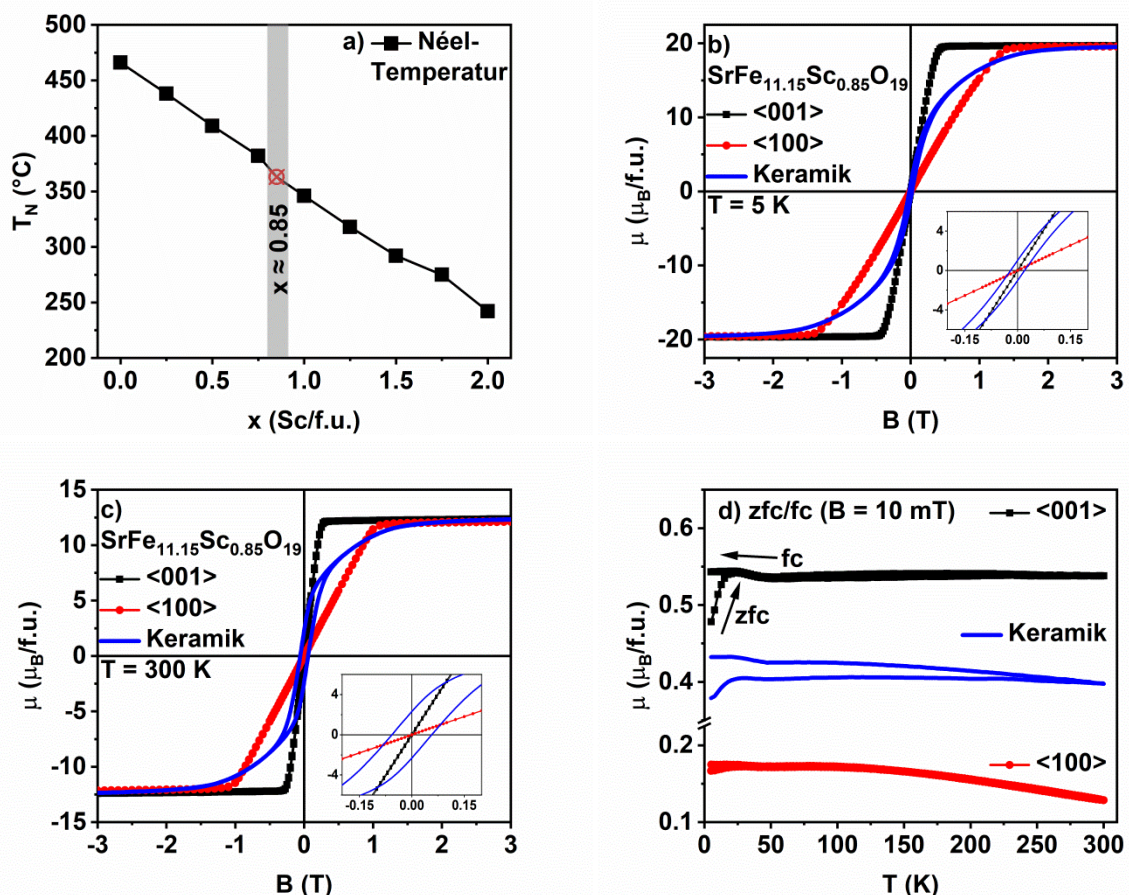 a) Néel-
Temperatur
500
450
400
350
300
250
200
T_N (°C)
x ≈ 0.85
0.0 0.5 1.0 1.5 2.0
x (Sc/f.u.)
b)
SrFe₁₁.₁₅Sc₀.₈₅O₁₉
<001>
<100>
Keramik
T = 5 K
20
10
0
-10
-20
μ (μ_B/f.u.)
4
0
-4
-0.15 0.00 0.15
-3 -2 -1 0 1 2 3
B (T)
c)
SrFe₁₁.₁₅Sc₀.₈₅O₁₉
<001>
<100>
Keramik
T = 300 K
15
10
5
0
-5
-10
-15
μ (μ_B/f.u.)
4
0
-4
-0.15 0.00 0.15
-3 -2 -1 0 1 2 3
B (T)
d) zfc/fc (B = 10 mT) <001>
fc
zfc
Keramik
<100>
0.6
0.5
0.4
0.2
0.1
μ (μ_B/f.u.)
0 50 100 150 200 250 300
T (K)